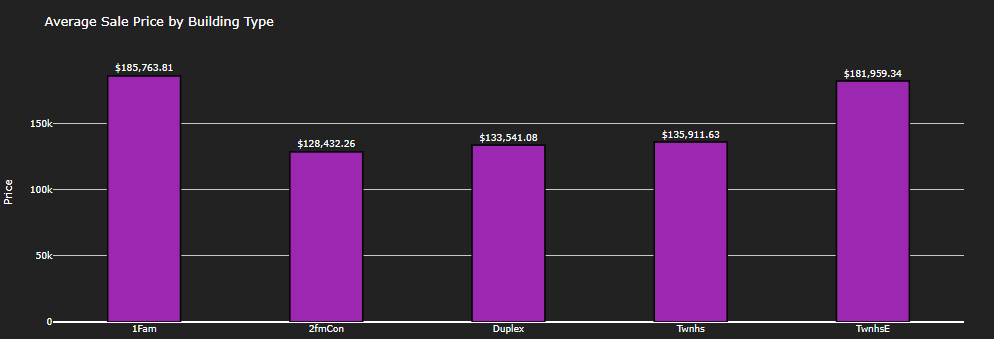 Average Sale Price by Building Type
$185,763.81
$128,432.26
$133,541.08
$135,911.63
$181,959.34
Price
150k
100k
50k
0
1Fam
2fmCon
Duplex
Twnhs
TwnhsE